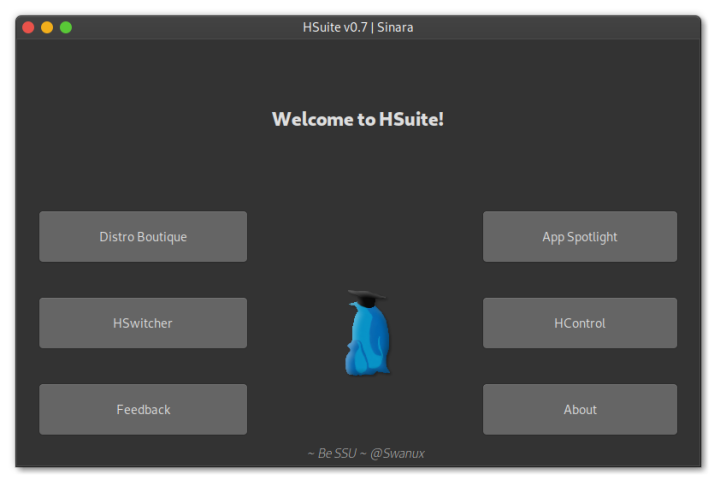 HSuite v0.7 | Sinara
Welcome to HSuite!
Distro Boutique
App Spotlight
HSwitcher
HControl
Feedback
About
~ Be SSU ~ @Swanux